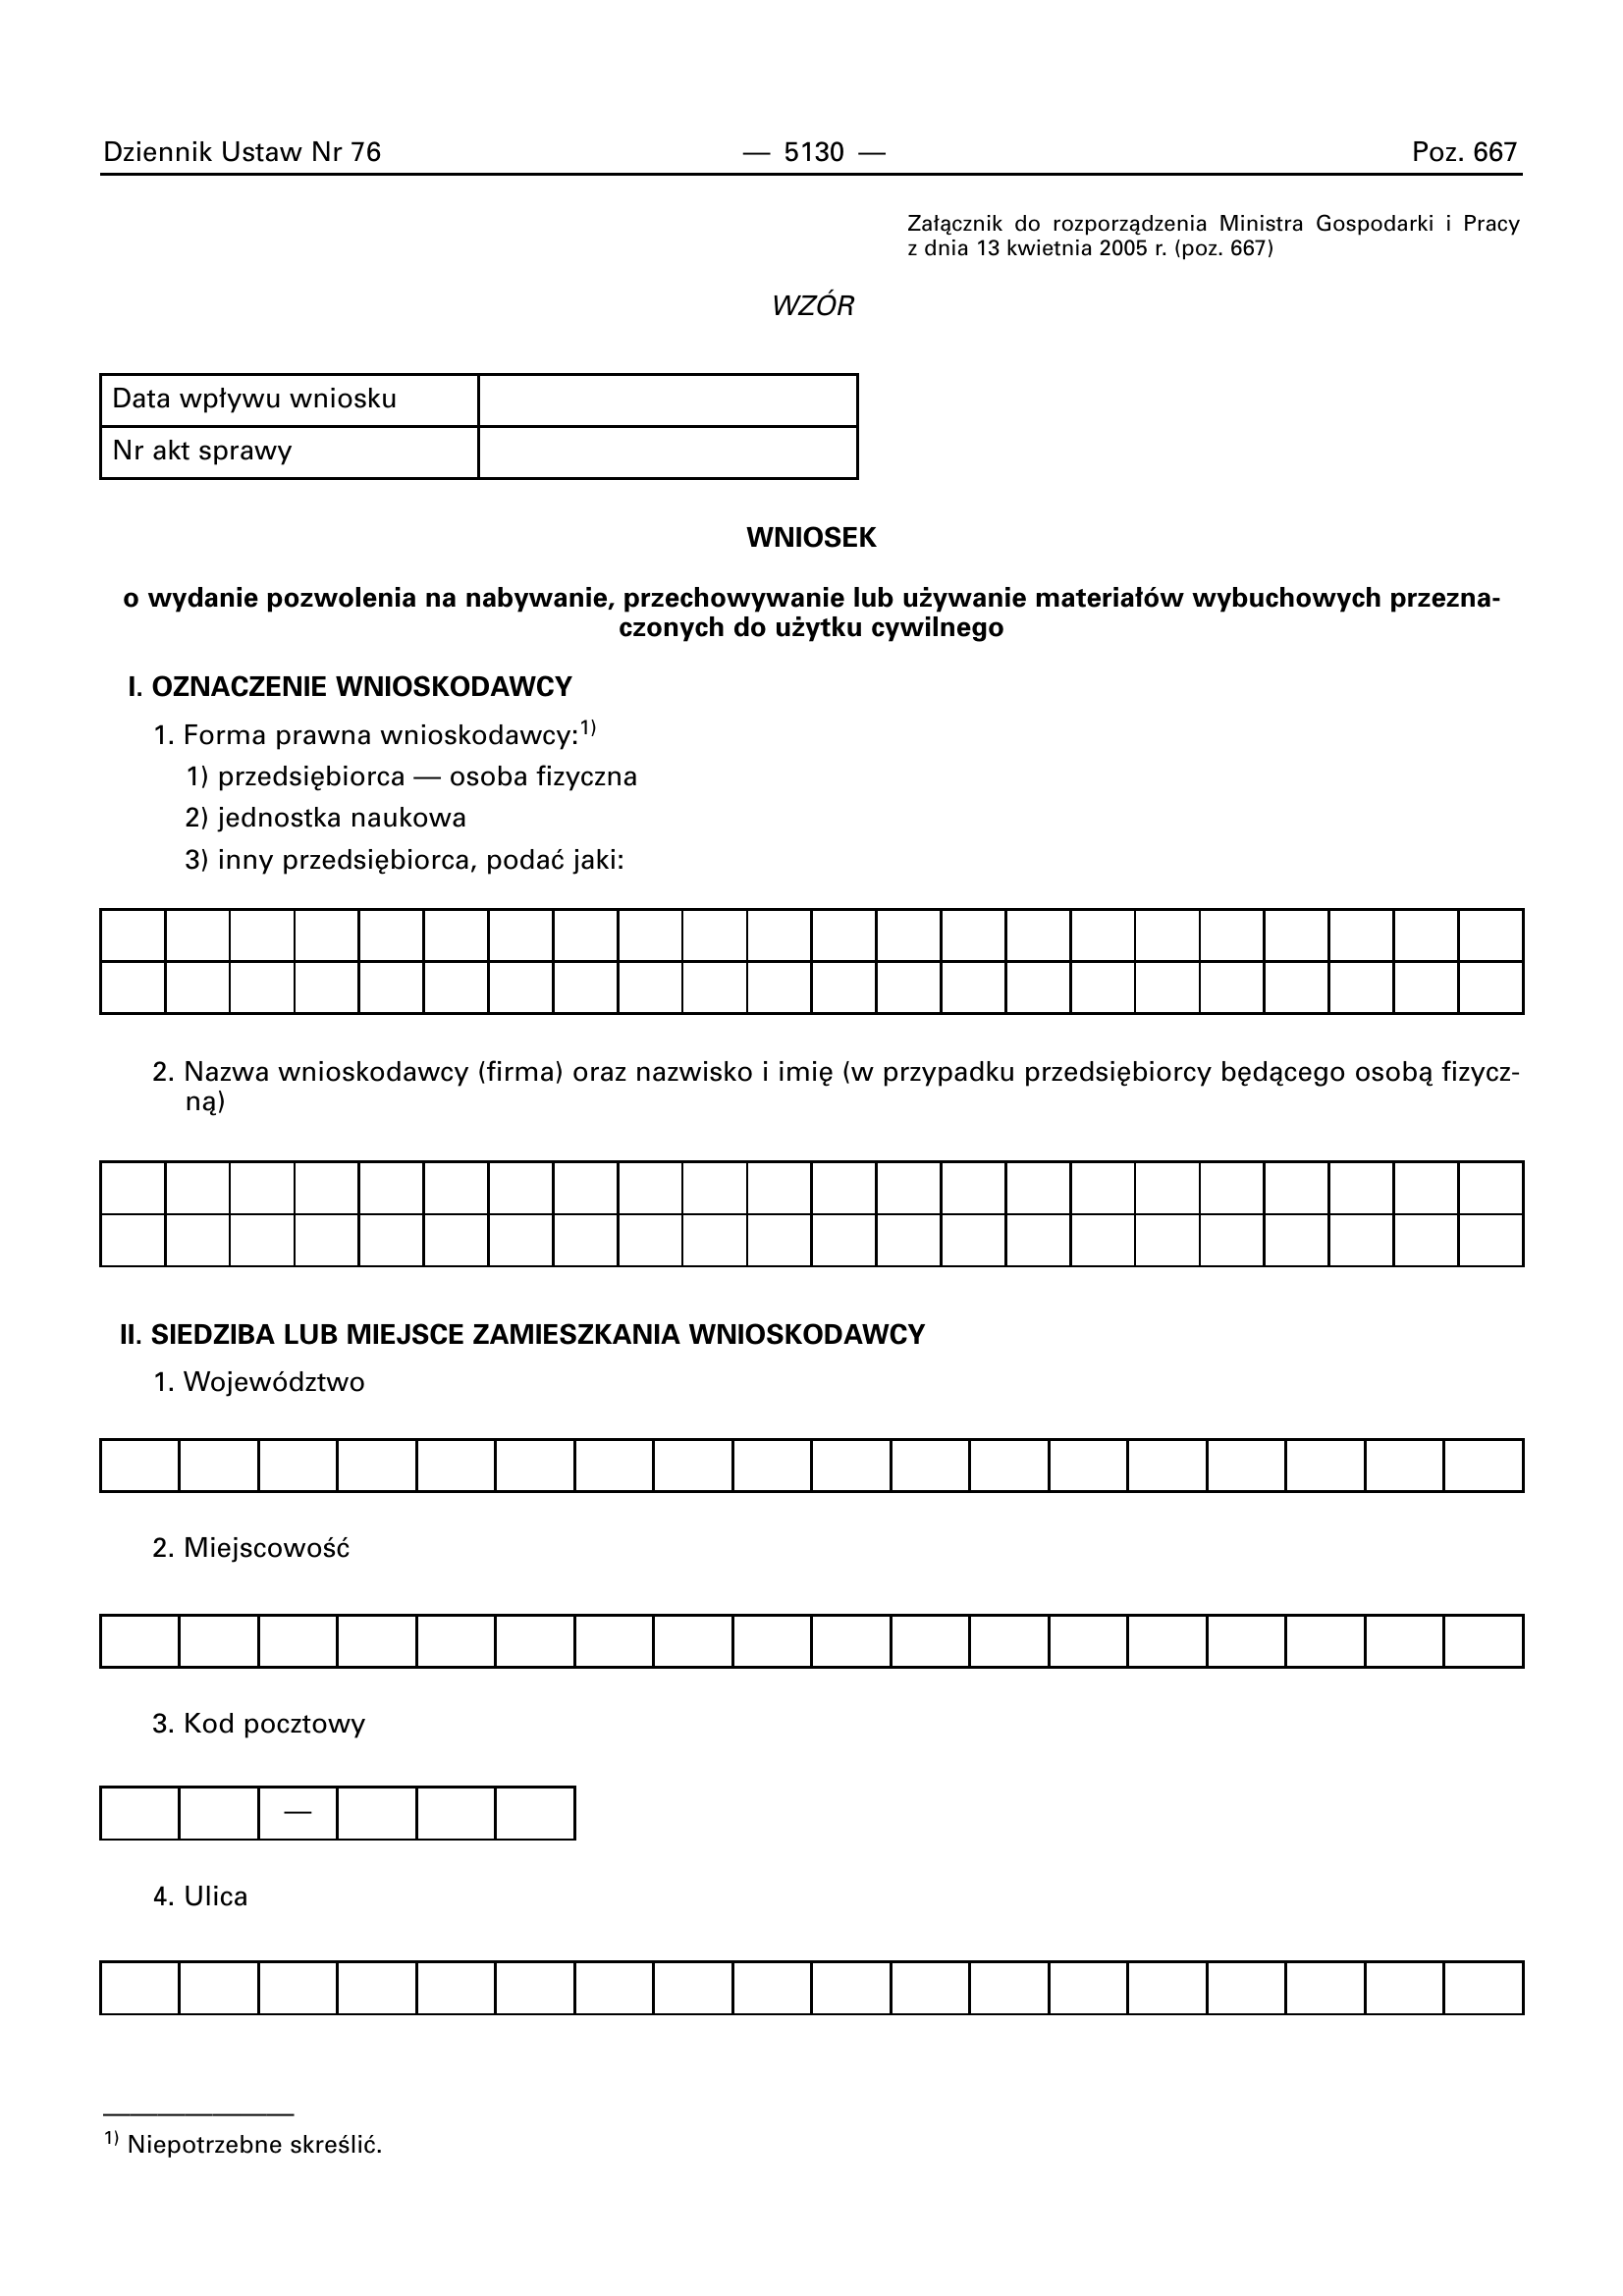 Dziennik Ustaw Nr 76 — 5130 — Poz. 667
Załącznik do rozporządzenia Ministra Gospodarki i Pracy
z dnia 13 kwietnia 2005 r. (poz. 667)
WZÓR
Data wpływu wniosku
Nr akt sprawy
WNIOSEK
o wydanie pozwolenia na nabywanie, przechowywanie lub używanie materiałów wybuchowych przezna-
czonych do użytku cywilnego
I. OZNACZENIE WNIOSKODAWCY
1. Forma prawna wnioskodawcy:1)
1) przedsiębiorca — osoba fizyczna
2) jednostka naukowa
3) inny przedsiębiorca, podać jaki:
2. Nazwa wnioskodawcy (firma) oraz nazwisko i imię (w przypadku przedsiębiorcy będącego osobą fizycz-
ną)
II. SIEDZIBA LUB MIEJSCE ZAMIESZKANIA WNIOSKODAWCY
1. Województwo
2. Miejscowość
3. Kod pocztowy
—
4. Ulica
1) Niepotrzebne skreślić.